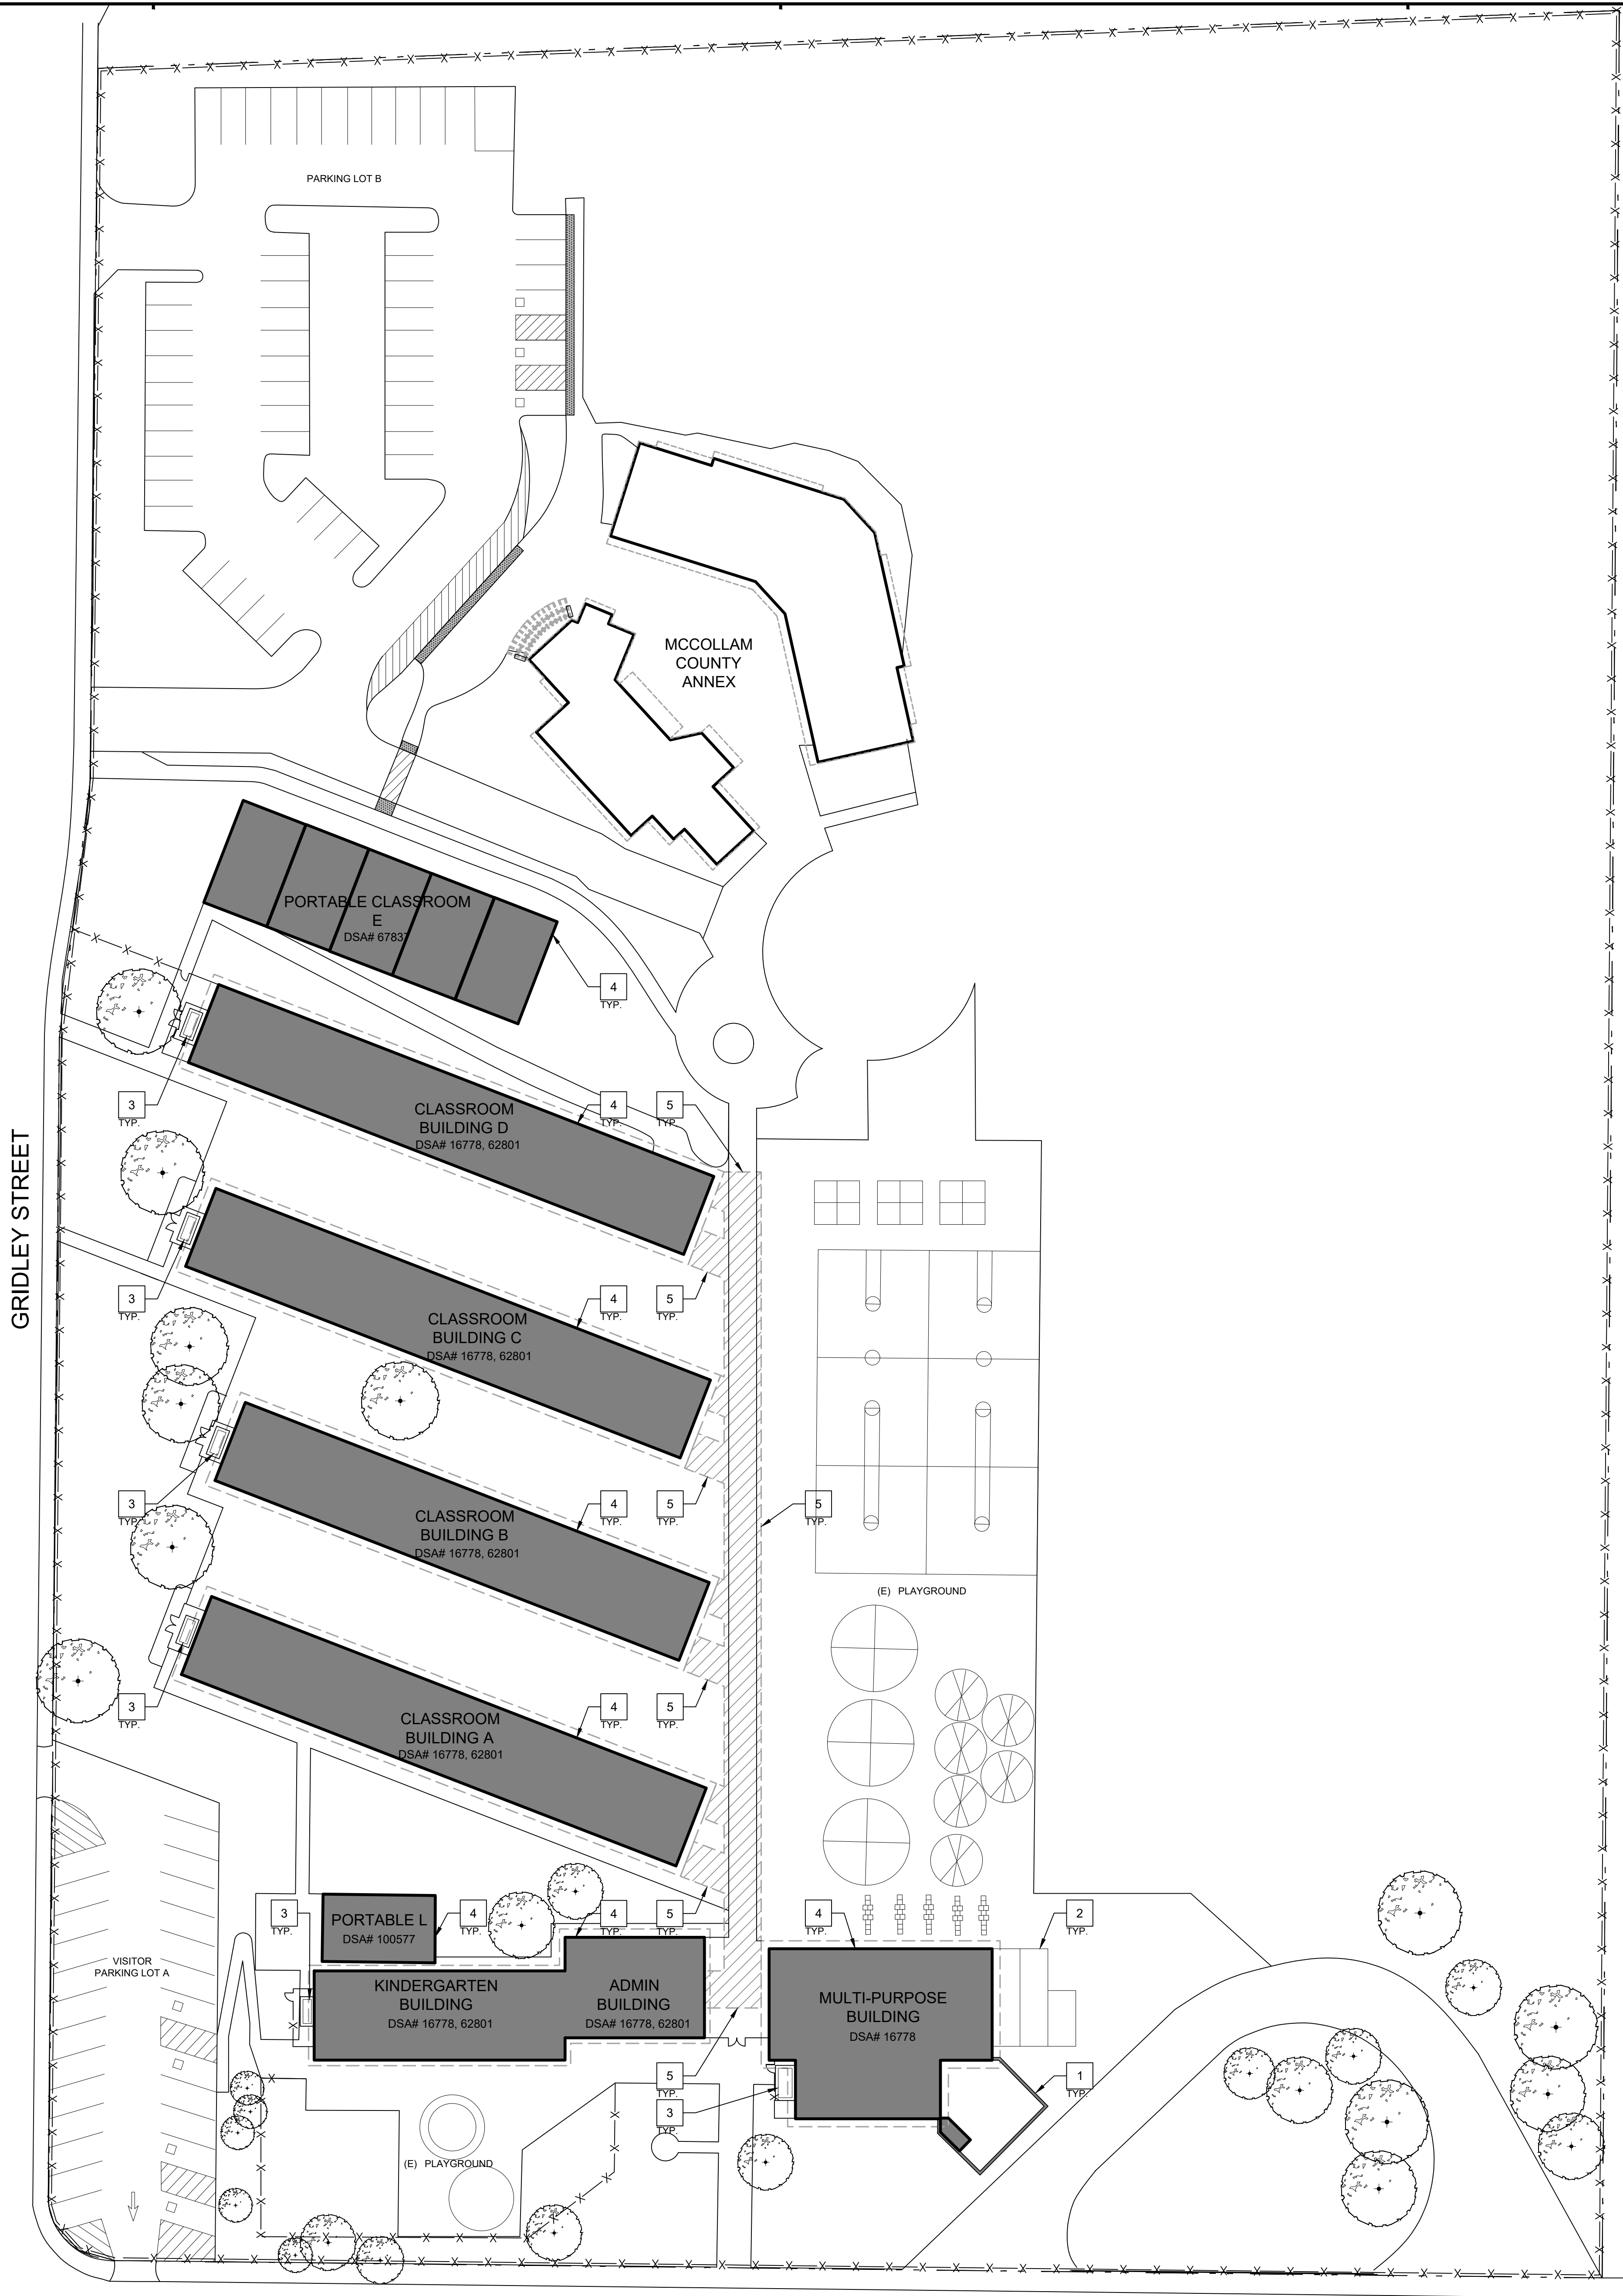 PARKING LOT B
MCCOLLAM
COUNTY
ANNEX
PORTABLE CLASSROOM
E
DSA# 67837
4
TYP.
3
TYP.
CLASSROOM
BUILDING D
DSA# 16778, 62801
4
TYP.
5
TYP.
GRIDLEY STREET
3
TYP.
CLASSROOM
BUILDING C
DSA# 16778, 62801
4
TYP.
5
TYP.
3
TYP.
CLASSROOM
BUILDING B
DSA# 16778, 62801
4
TYP.
5
TYP.
5
TYP.
(E) PLAYGROUND
3
TYP.
CLASSROOM
BUILDING A
DSA# 16778, 62801
4
TYP.
5
TYP.
3
TYP.
PORTABLE L
DSA# 100577
4
TYP.
4
TYP.
5
TYP.
4
TYP.
2
TYP.
VISITOR
PARKING LOT A
KINDERGARTEN
BUILDING
DSA# 16778, 62801
ADMIN
BUILDING
DSA# 16778, 62801
MULTI-PURPOSE
BUILDING
DSA# 16778
5
TYP.
3
TYP.
1
TYP.
(E) PLAYGROUND